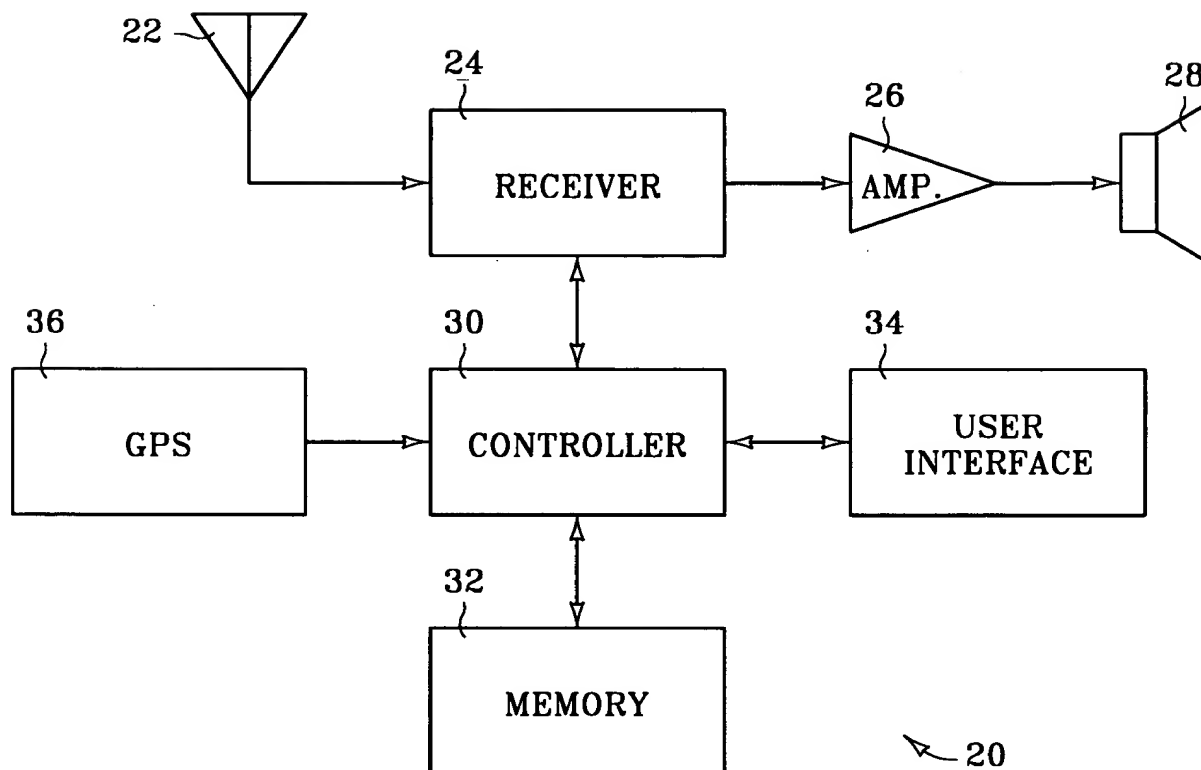 22
24
26
28
RECEIVER
AMP.
36
30
34
GPS
CONTROLLER
USER
INTERFACE
32
MEMORY
20